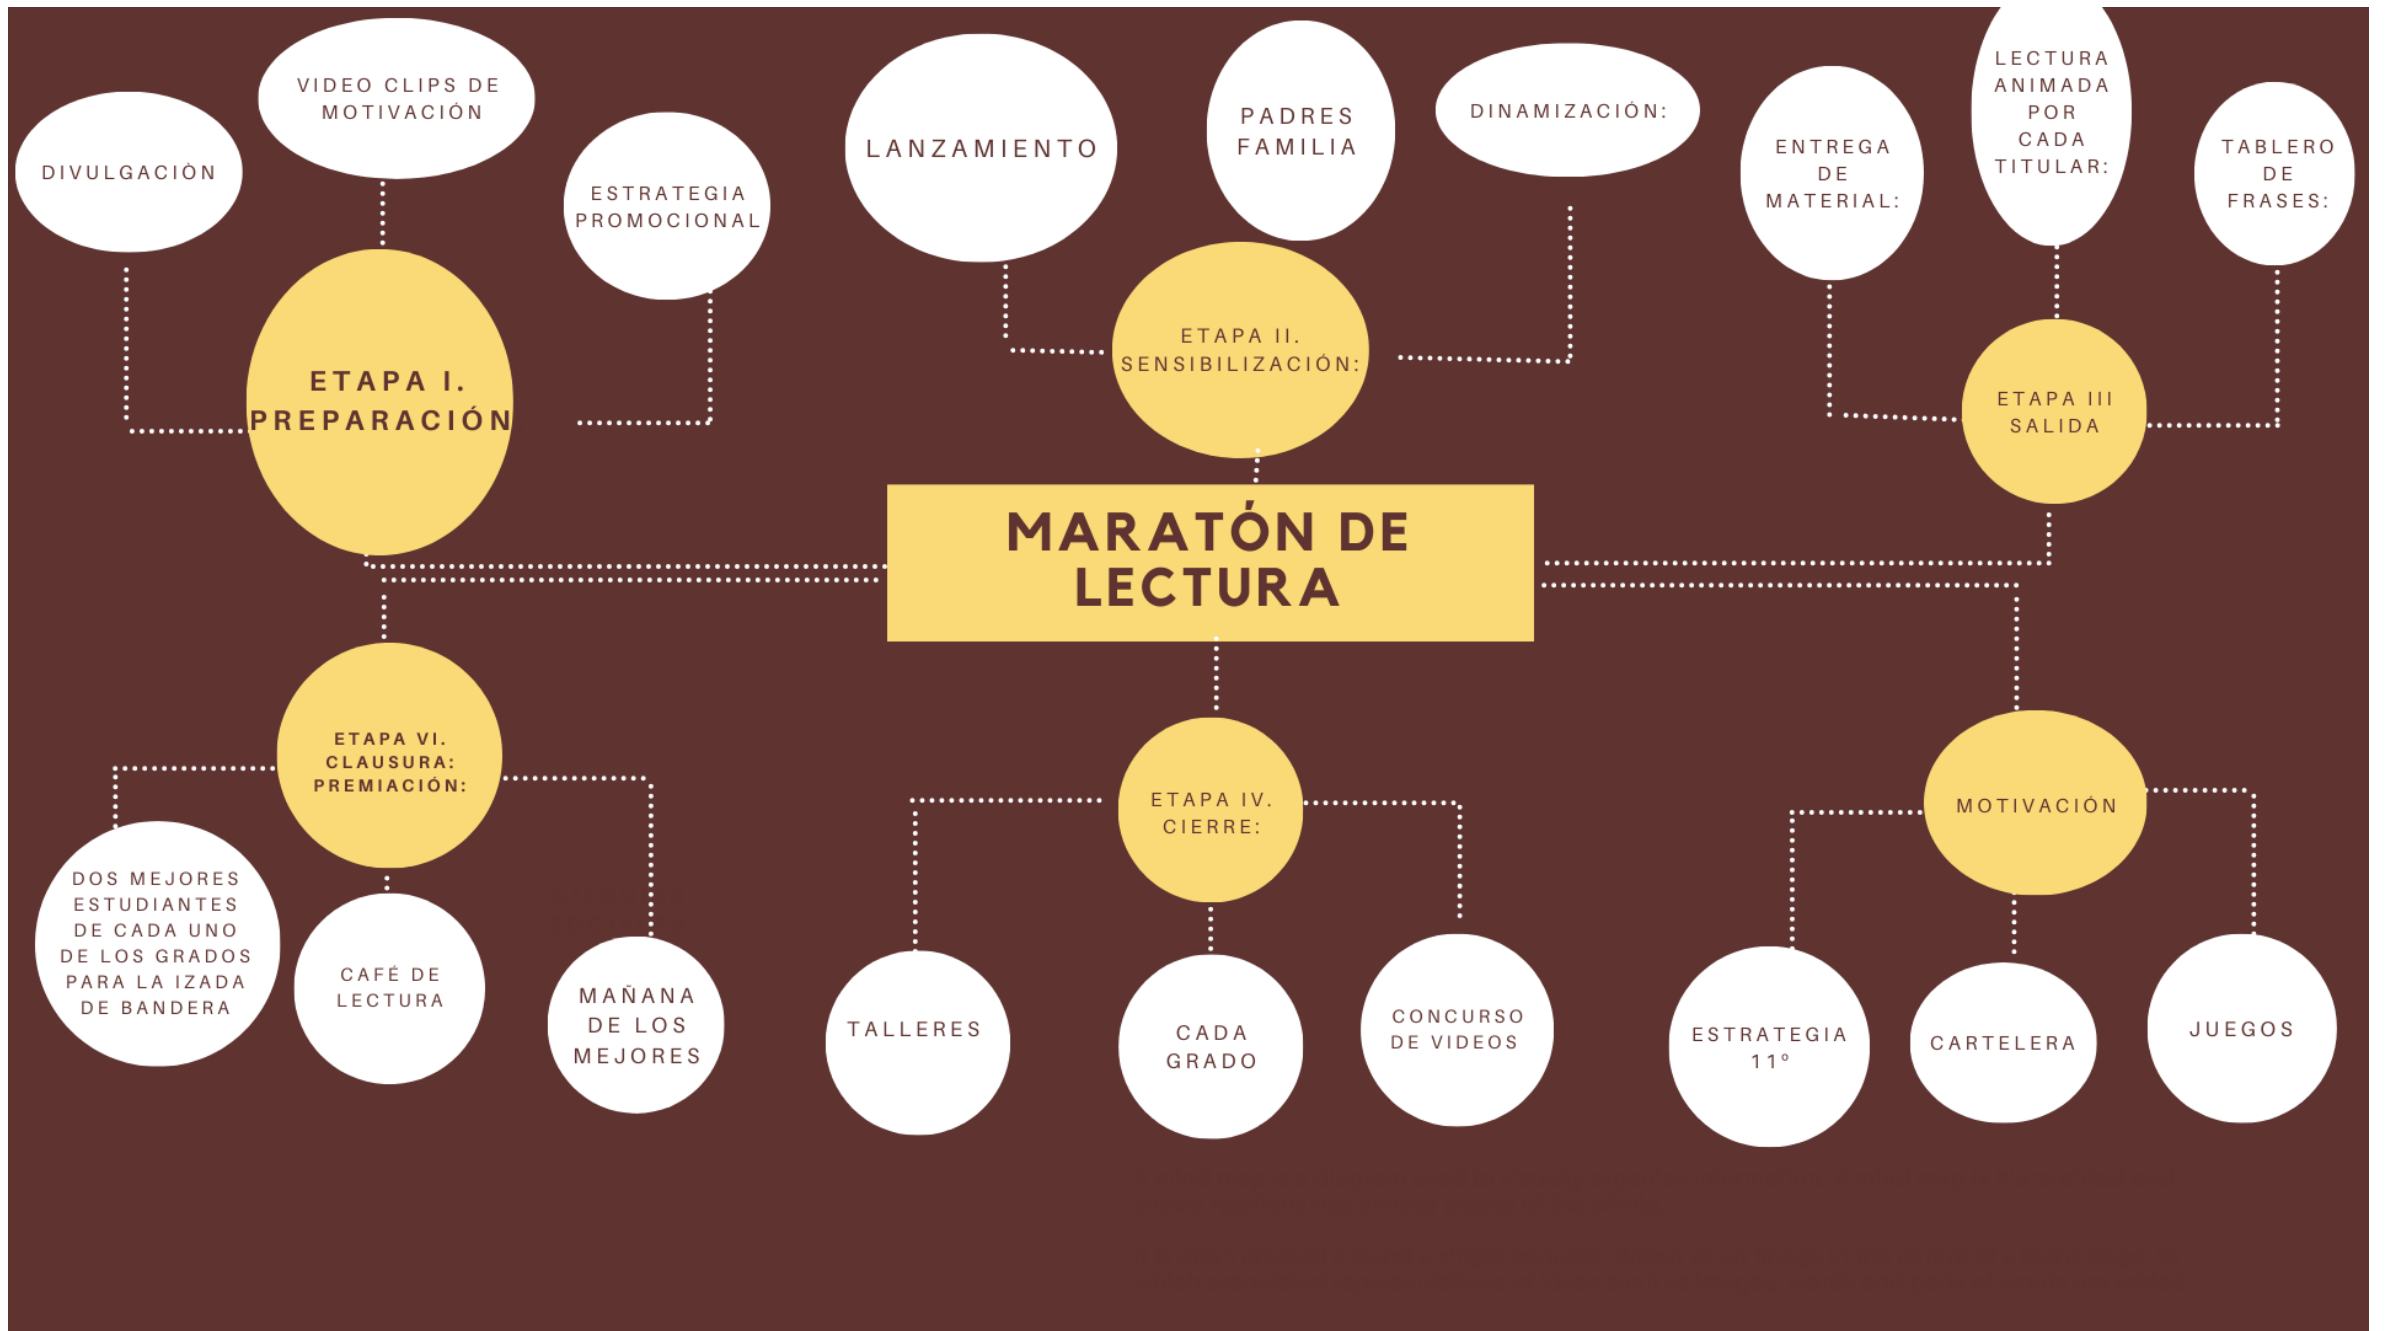 DIVULGACIÒN
VIDEO CLIPS DE
MOTIVACIÓN
ESTRATEGIA
PROMOCIONAL
ETAPA I.
PREPARACIÓN
LANZAMIENTO
PADRES
FAMILIA
DINAMIZACIÓN:
ETAPA II.
SENSIBILIZACIÓN:
ENTREGA
DE
MATERIAL:
LECTURA
ANIMADA
POR
CADA
TITULAR:
TABLERO
DE
FRASES:
ETAPA III
SALIDA
MARATÓN DE
LECTURA
ETAPA VI.
CLAUSURA:
PREMIACIÓN:
DOS MEJORES
ESTUDIANTES
DE CADA UNO
DE LOS GRADOS
PARA LA IZADA
DE BANDERA
CAFÉ DE
LECTURA
MAÑANA
DE LOS
MEJORES
ETAPA IV.
CIERRE:
TALLERES
CADA
GRADO
CONCURSO
DE VIDEOS
MOTIVACIÓN
ESTRATEGIA
11º
CARTELERA
JUEGOS